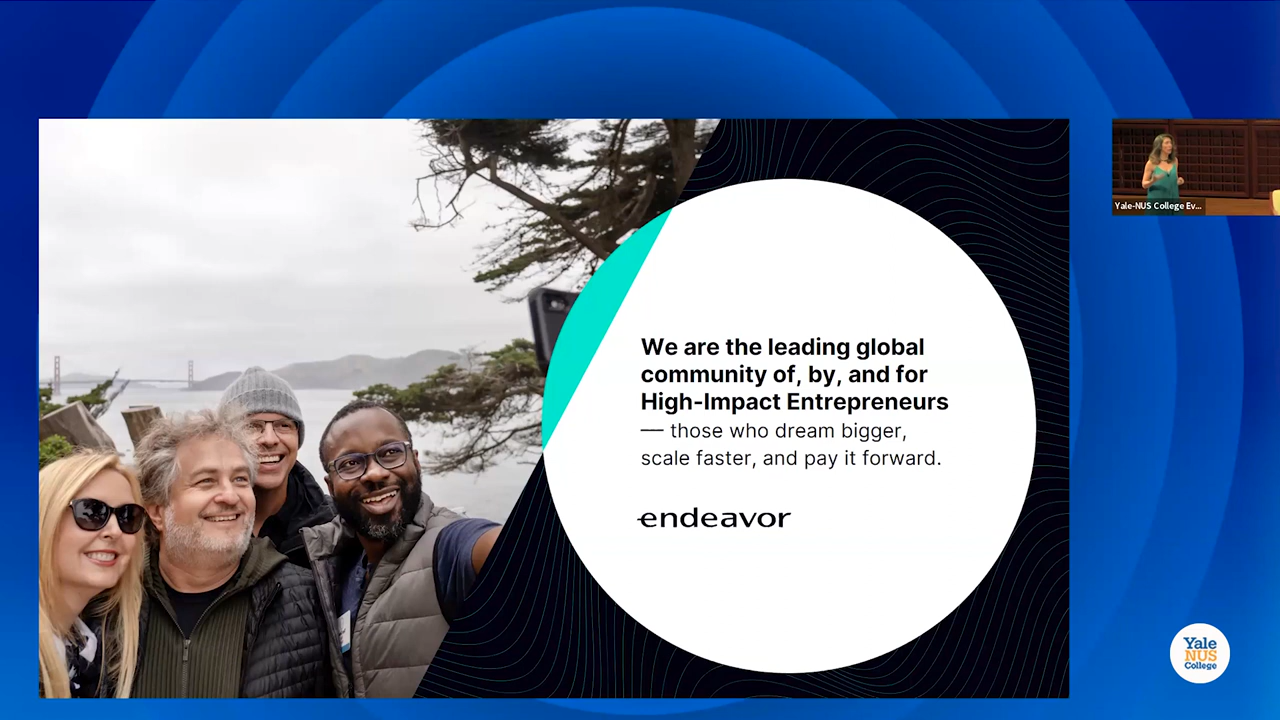 We are the leading global
community of, by, and for
High-Impact Entrepreneurs
— those who dream bigger,
scale faster, and pay it forward.
endeavor
Yale-NUS College Ev...
Yale
NUS
College